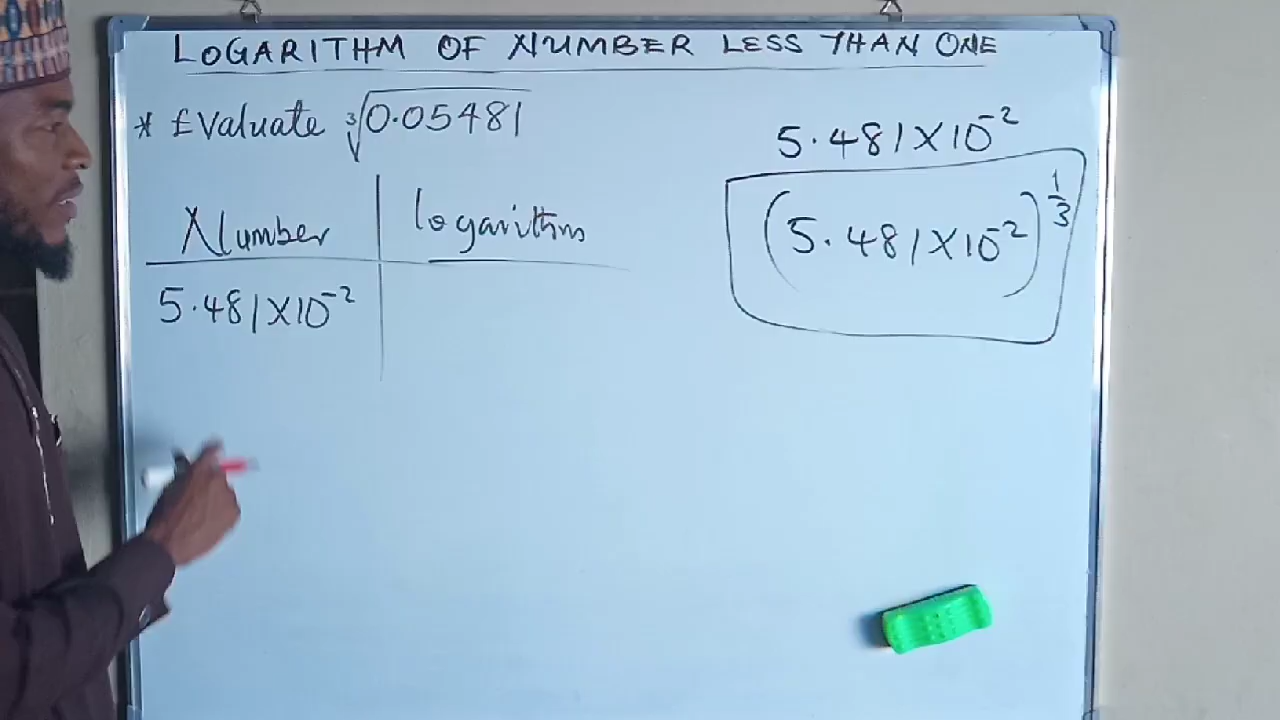 LOGARITHM OF NUMBER LESS THAN ONE
* Evaluate ∛0.05481
5.481×10⁻²
(5.481×10⁻²)^1/3
Number | logarithm
5.481×10⁻²